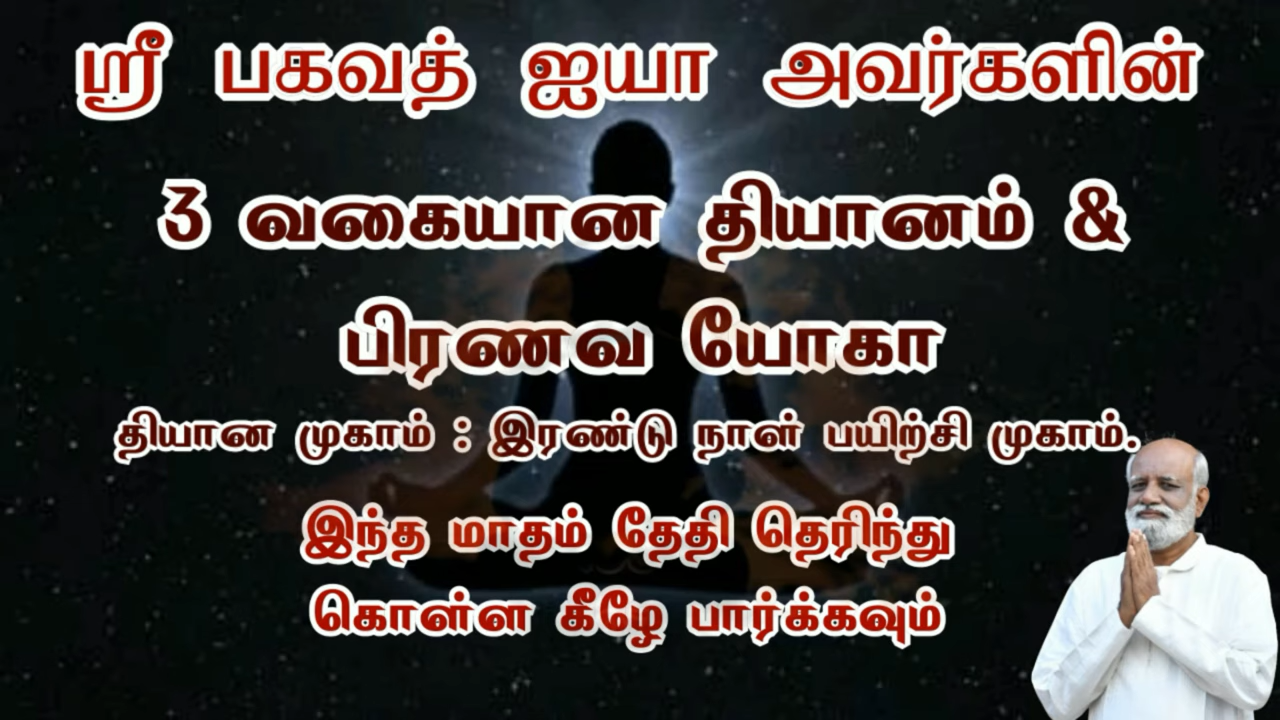 ஸ்ரீ பகவத் ஐயா அவர்களின்
3 வகையான தியானம் &
பிரணவ யோகா
தியான முகாம் : இரண்டு நாள் பயிற்சி முகாம்.
இந்த மாதம் தேதி தெரிந்து
கொள்ள கீழே பார்க்கவும்